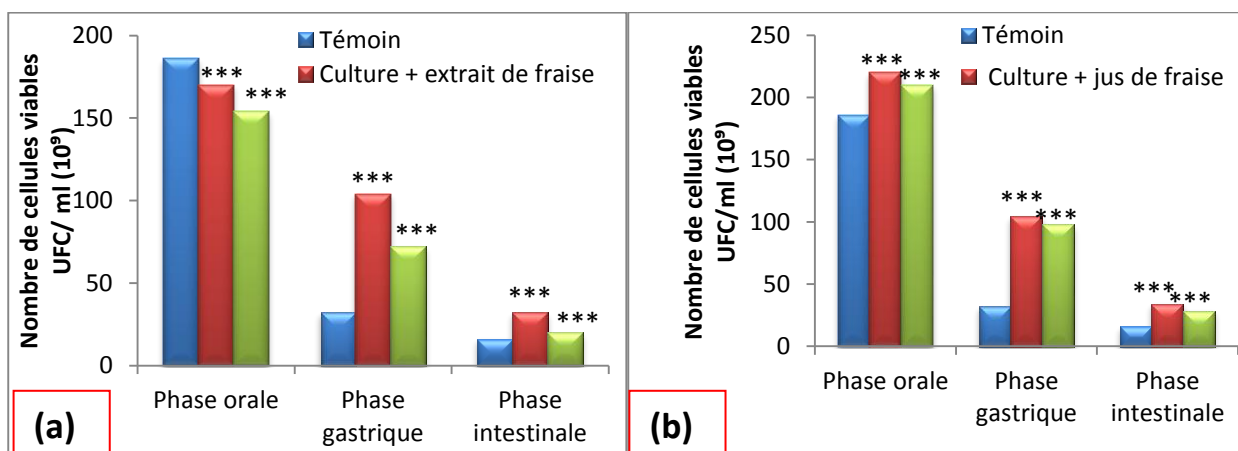 Nombre de cellules viables
UFC/ ml (10⁹)
200
150
100
50
0
Témoin
Culture + extrait de fraise
***
***
***
***
***
***
Phase orale
Phase
gastrique
Phase
intestinale
(a)
Nombre de cellules viables
UFC/ml (10⁹)
250
200
150
100
50
0
Témoin
Culture + jus de fraise
***
***
***
***
***
***
Phase orale
Phase
gastrique
Phase
intestinale
(b)